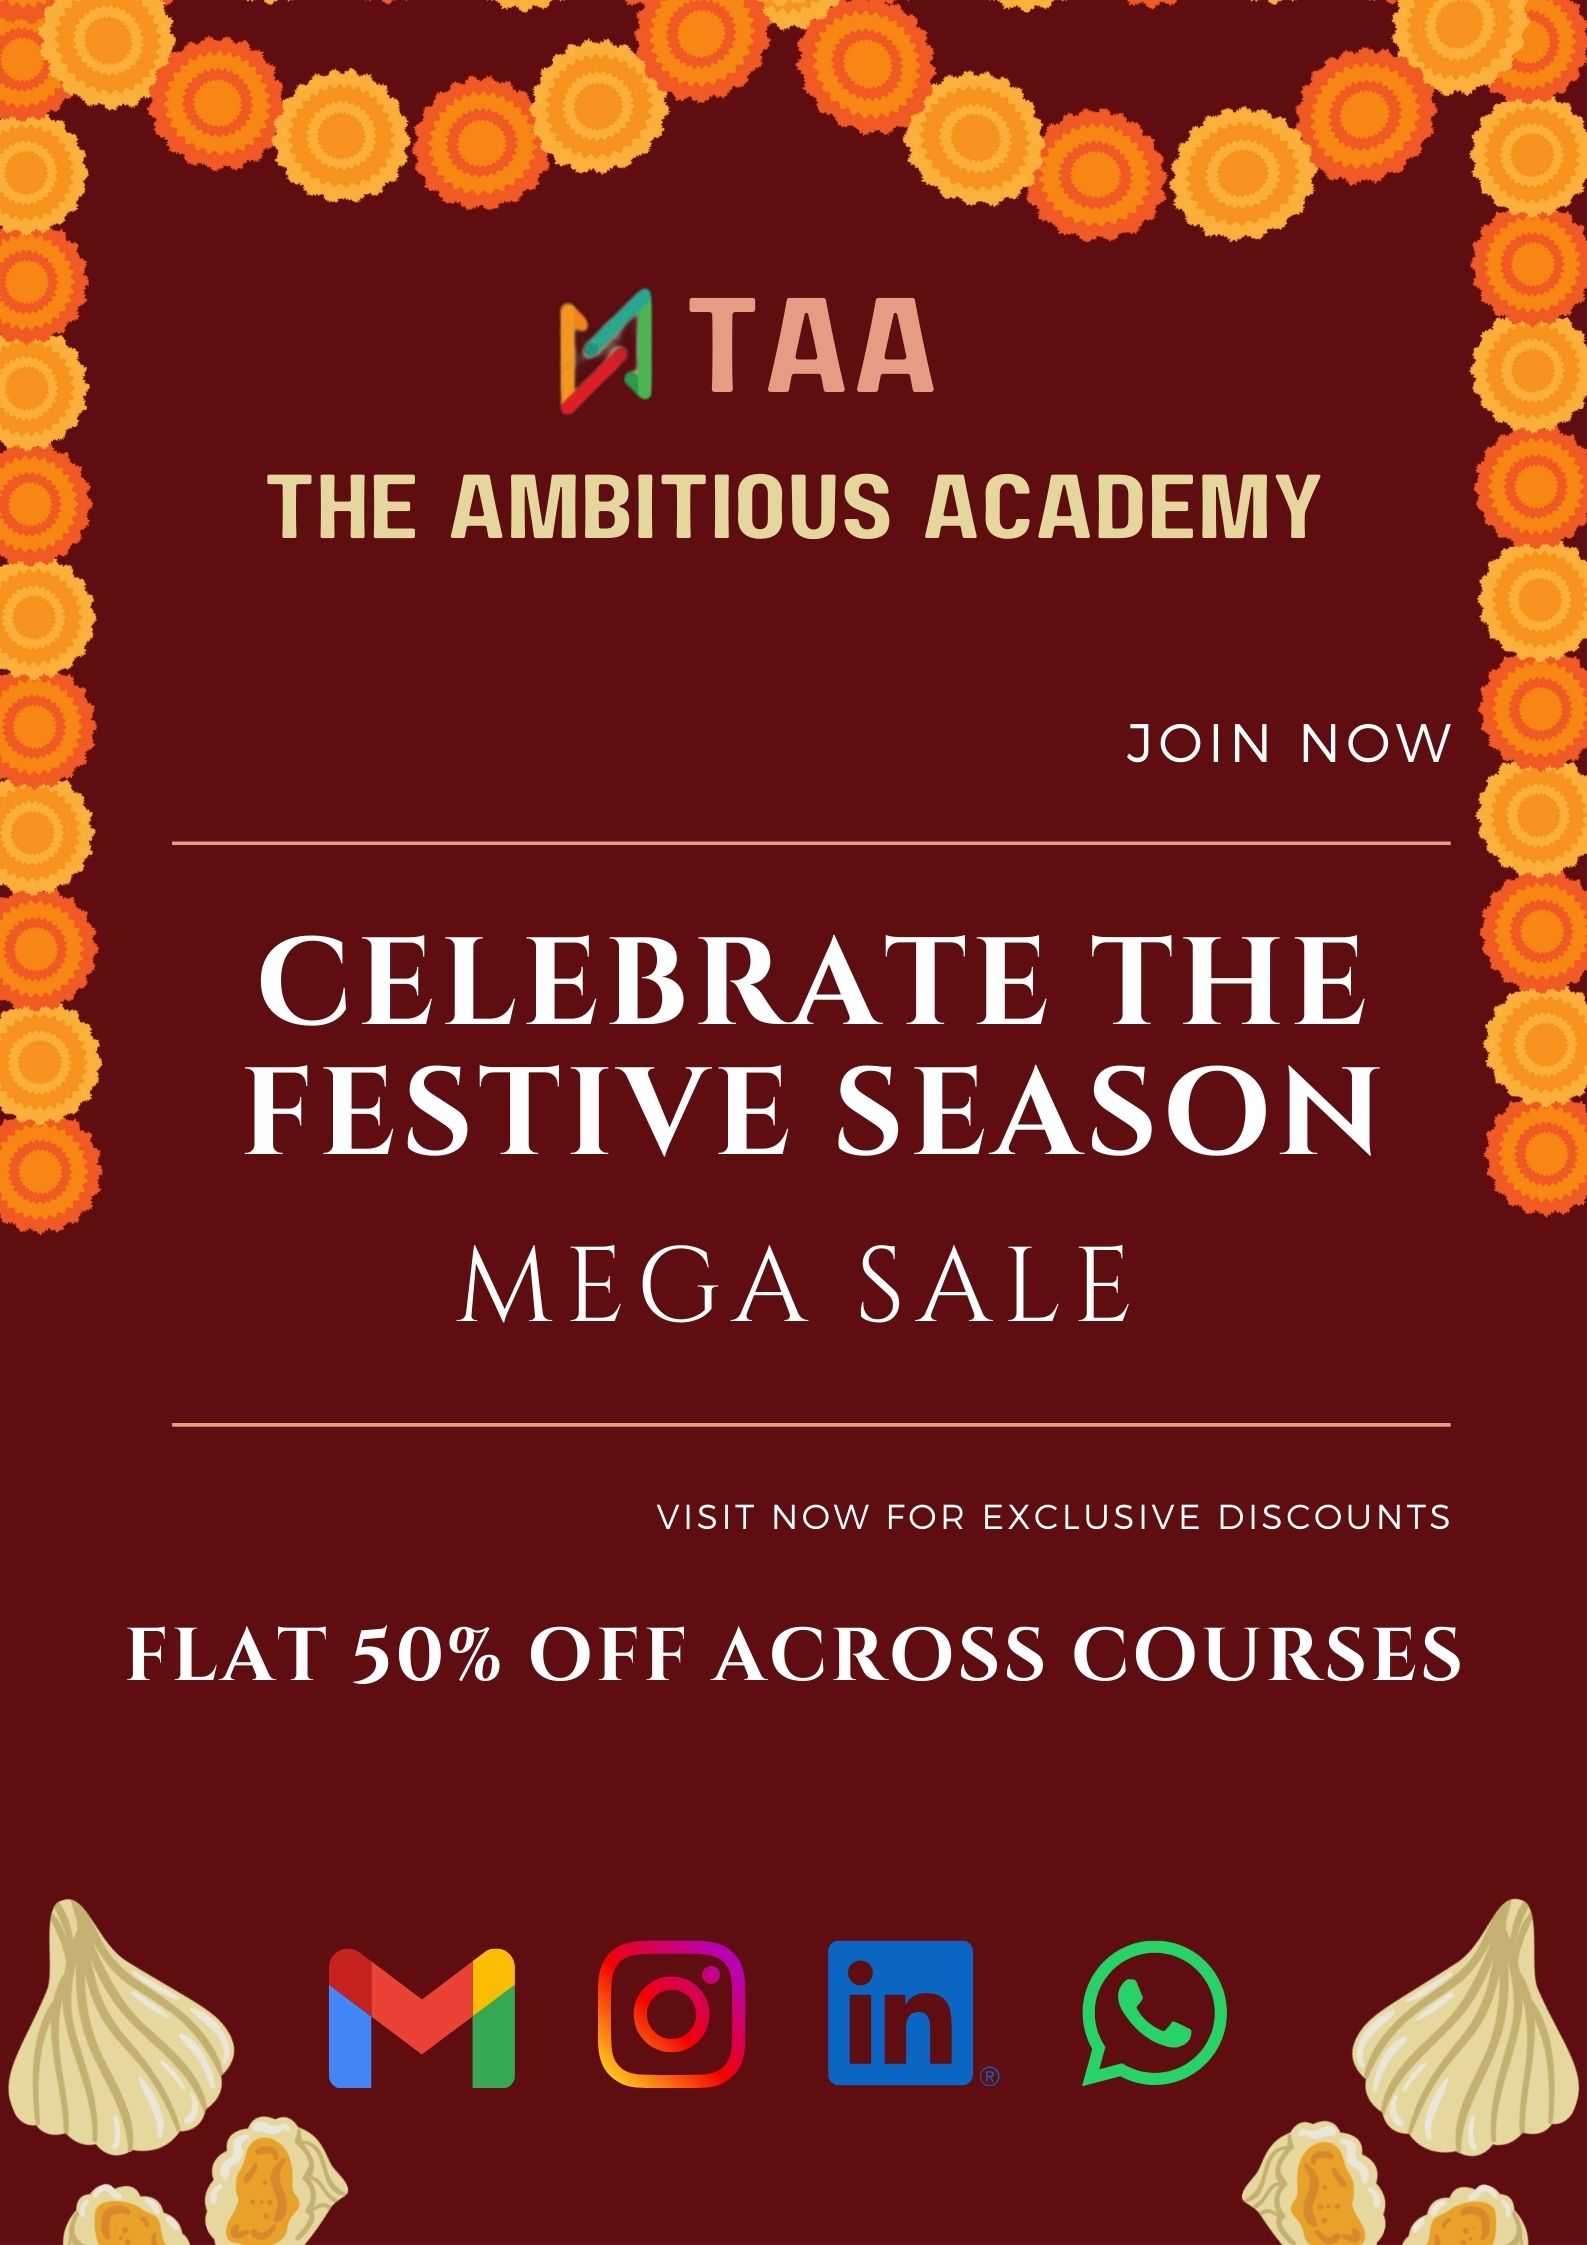 TAA
THE AMBITIOUS ACADEMY
JOIN NOW
CELEBRATE THE
FESTIVE SEASON
MEGA SALE
VISIT NOW FOR EXCLUSIVE DISCOUNTS
FLAT 50% OFF ACROSS COURSES
in®